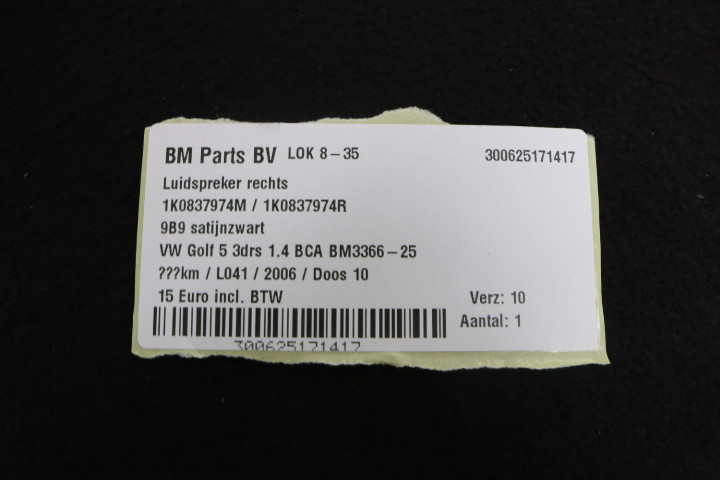 BM Parts BV LOK 8-35 300625171417
Luidspreker rechts
1K0837974M / 1K0837974R
9B9 satijnzwart
VW Golf 5 3drs 1.4 BCA BM3366-25
???km / L041 / 2006 / Doos 10
15 Euro incl. BTW Verz: 10
Aantal: 1
300625171417